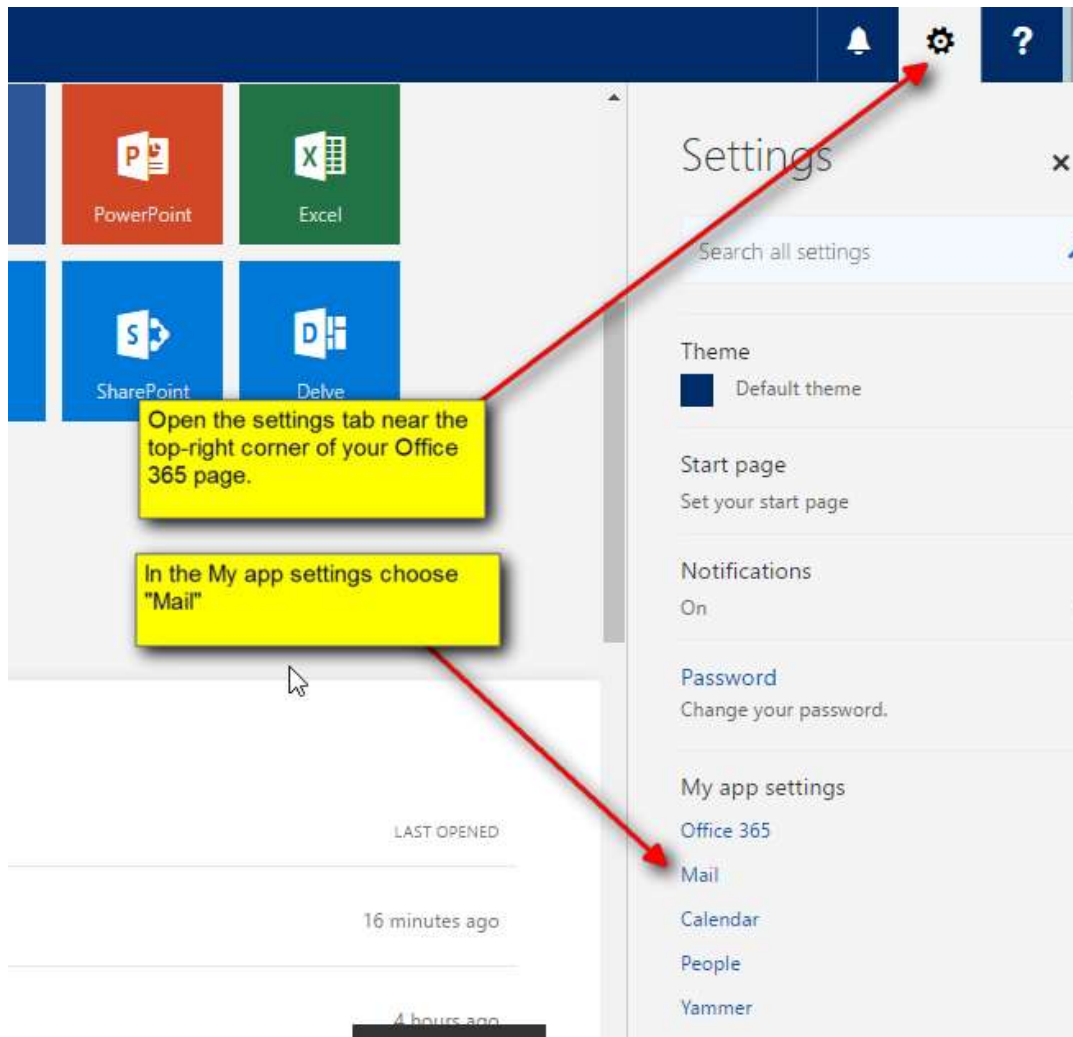 ?
Settings
×
PowerPoint
Excel
Search all settings
SharePoint
Delve
Theme
Default theme
Open the settings tab near the
top-right corner of your Office
365 page.
Start page
Set your start page
In the My app settings choose
"Mail"
Notifications
On
Password
Change your password.
My app settings
Office 365
Mail
Calendar
People
Yammer
LAST OPENED
16 minutes ago
4 hours ago